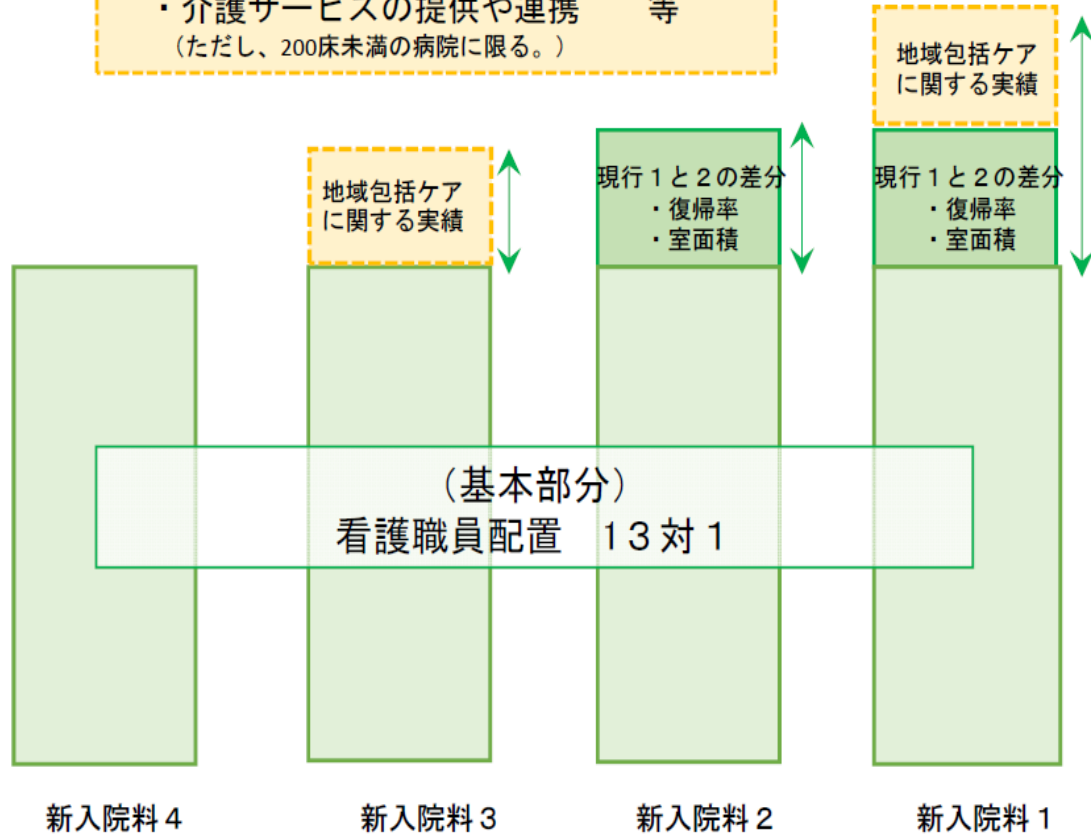 ・介護サービスの提供や連携　　等
（ただし、200床未満の病院に限る。）
地域包括ケア
に関する実績
現行１と２の差分
・復帰率
・室面積
地域包括ケア
に関する実績
現行１と２の差分
・復帰率
・室面積
（基本部分）
看護職員配置　１３対１
新入院料４
新入院料３
新入院料２
新入院料１